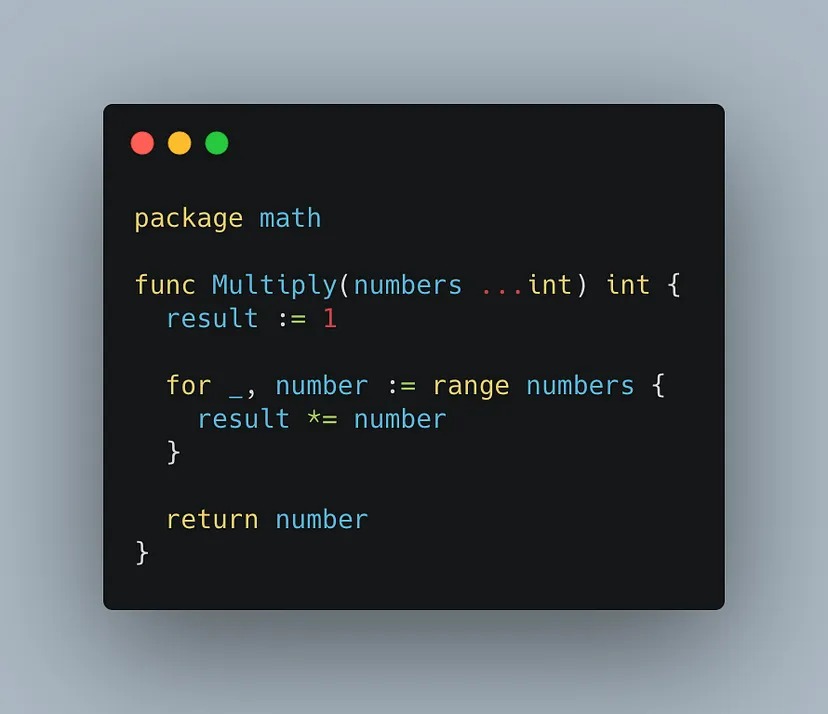 package math
func Multiply(numbers ...int) int {
result := 1
for _, number := range numbers {
result *= number
}
return number
}